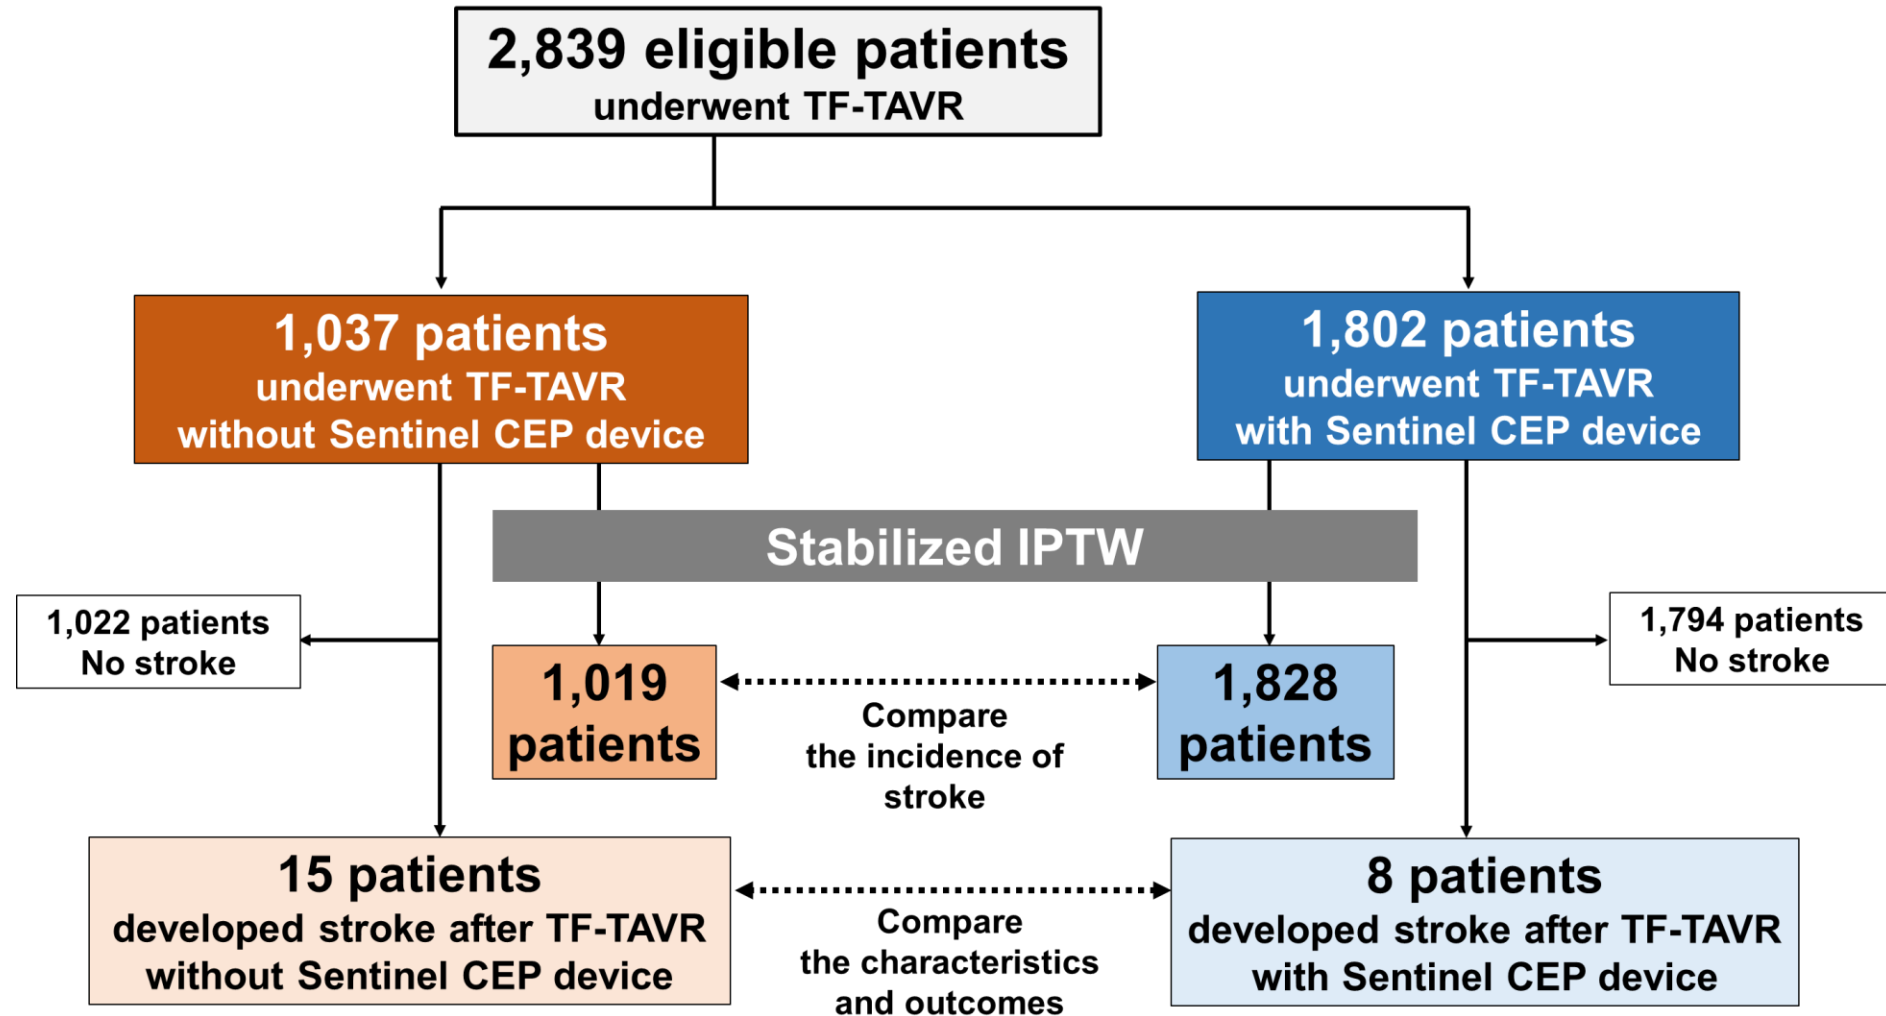 2,839 eligible patients
underwent TF-TAVR
1,037 patients
underwent TF-TAVR
without Sentinel CEP device
1,802 patients
underwent TF-TAVR
with Sentinel CEP device
Stabilized IPTW
1,022 patients
No stroke
1,794 patients
No stroke
1,019
patients
Compare
the incidence of
stroke
1,828
patients
15 patients
developed stroke after TF-TAVR
without Sentinel CEP device
Compare
the characteristics
and outcomes
8 patients
developed stroke after TF-TAVR
with Sentinel CEP device